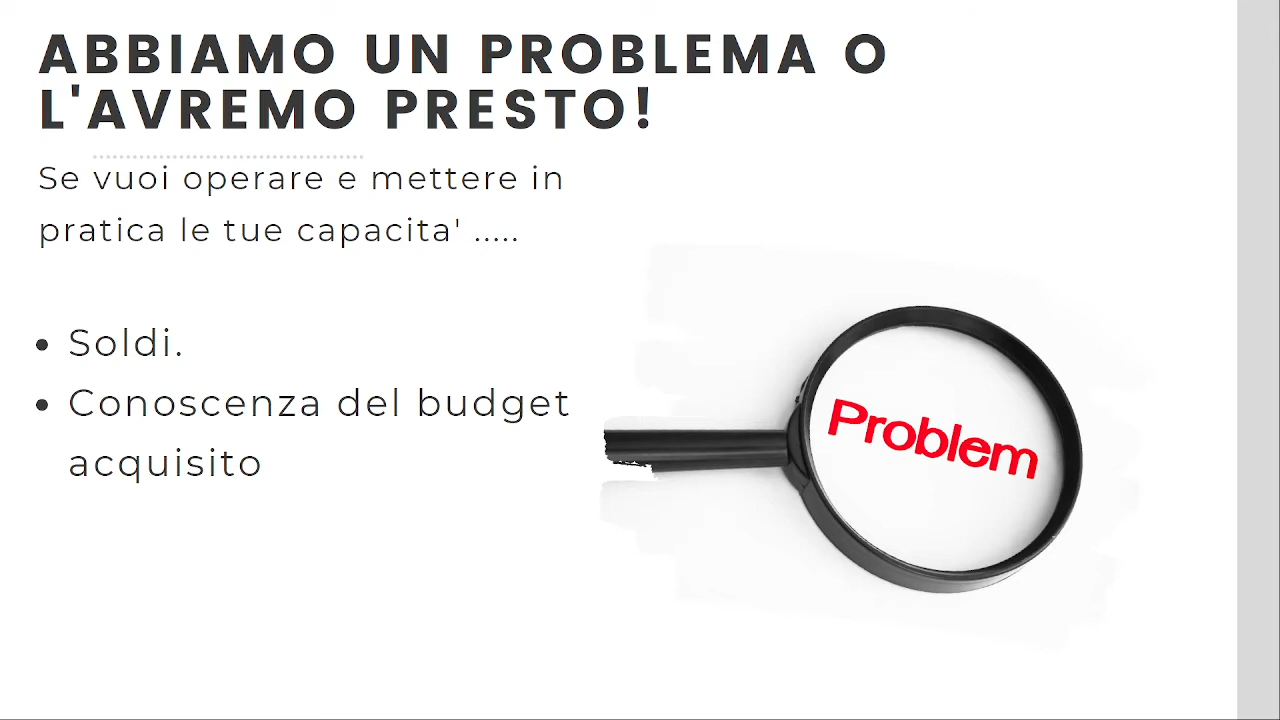 ABBIAMO UN PROBLEMA O
L'AVREMO PRESTO!
Se vuoi operare e mettere in
pratica le tue capacita' .....
• Soldi.
• Conoscenza del budget
acquisito
Problem